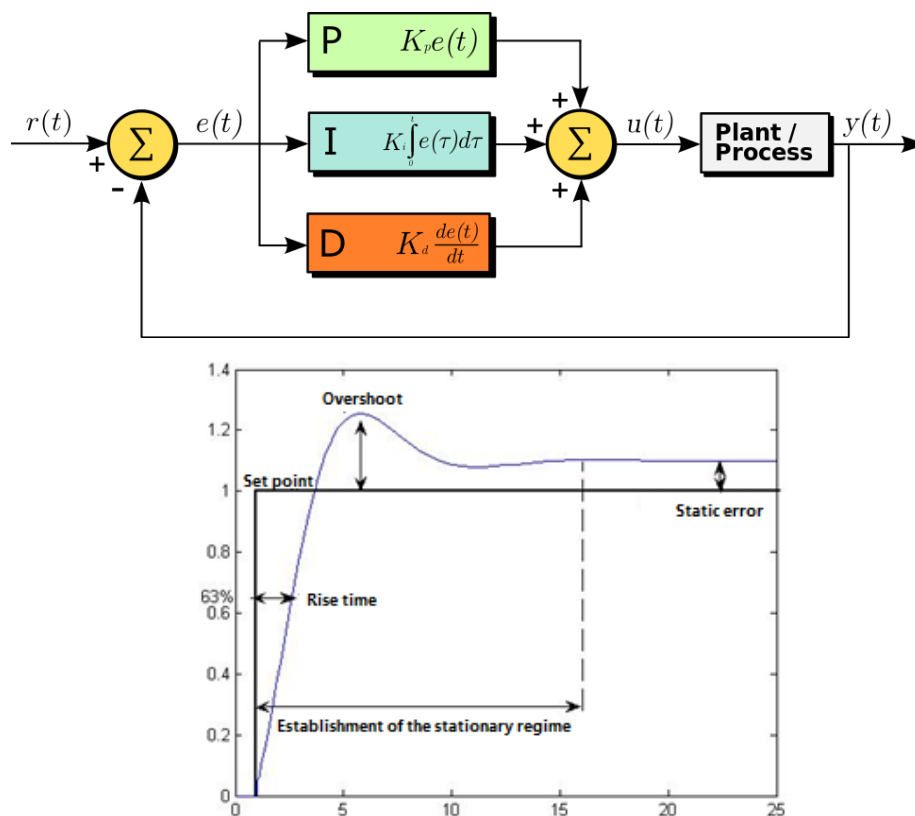 P K_p e(t)
r(t) Σ e(t) I K_i ∫_0^t e(τ)dτ Σ u(t) Plant / Process y(t)
+ - + + +
D K_d de(t)/dt
1.4
Overshoot
1.2
Set point
1
Static error
0.8
63%
Rise time
0.6
0.4
Establishment of the stationary regime
0.2
0
0 5 10 15 20 25